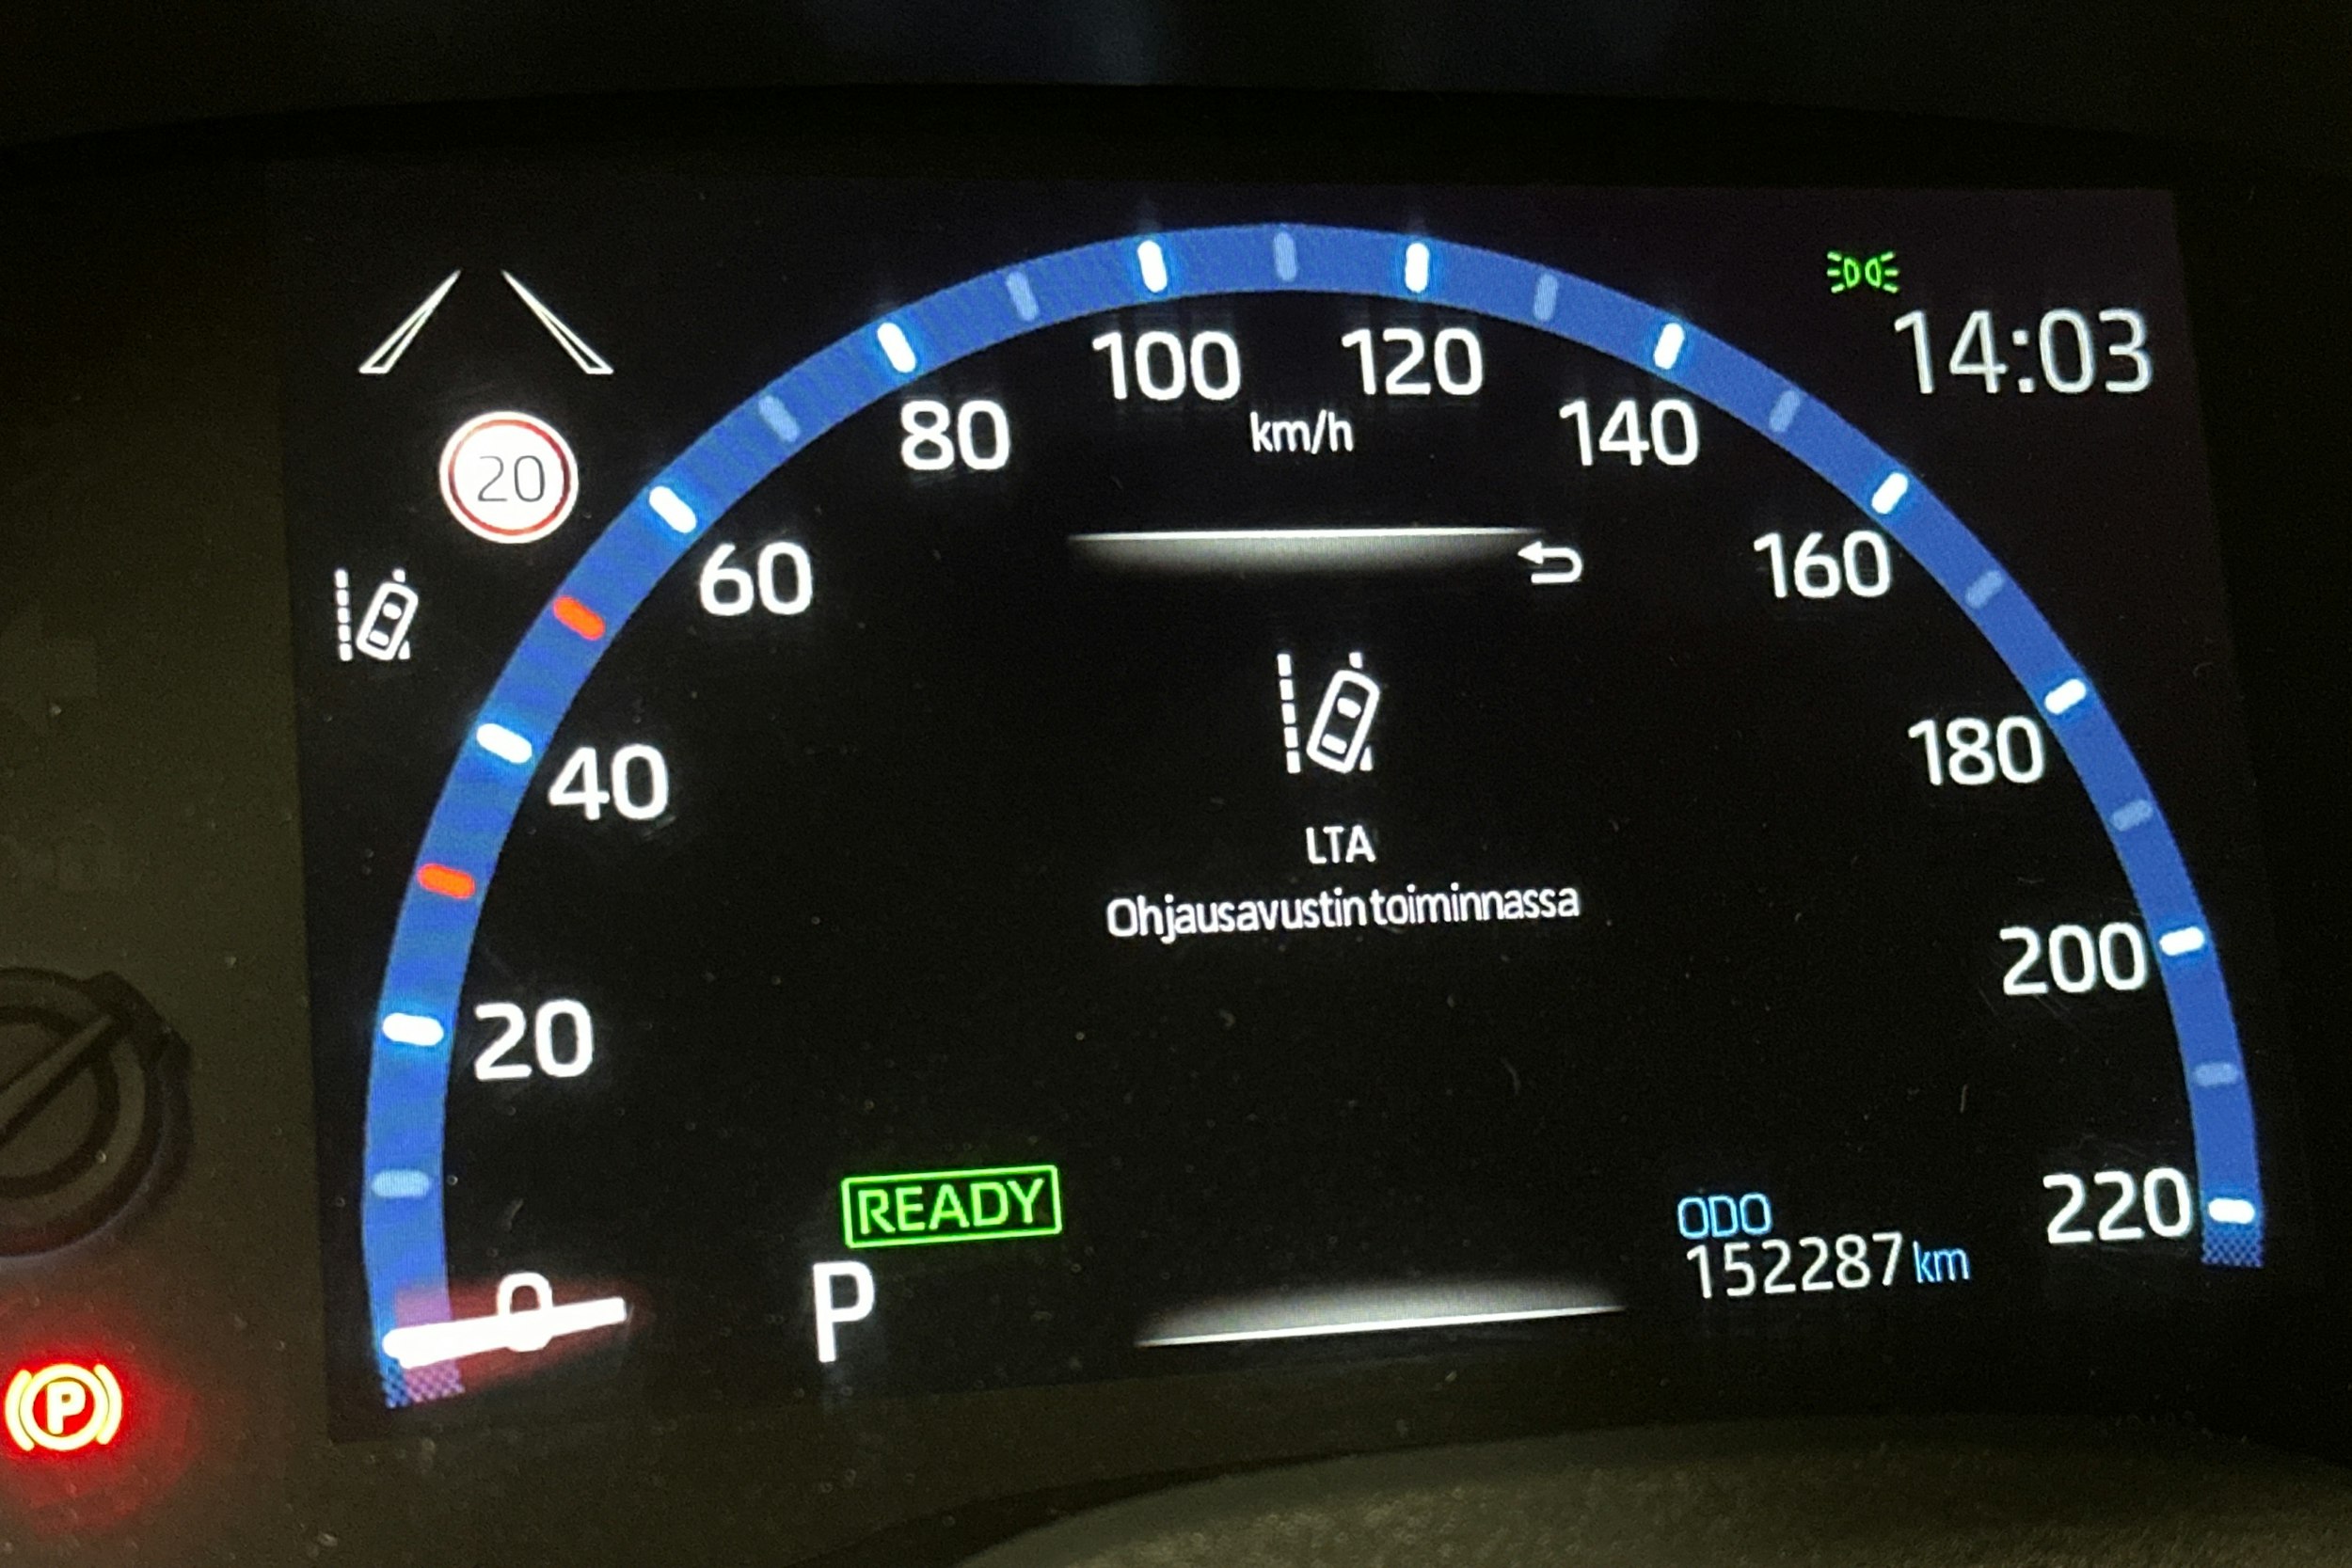 14:03
100 120
80 km/h 140
20
60 160
180
40
LTA
Ohjausavustin toiminnassa
200
20
READY
220
ODO
152287 km
0
P
P